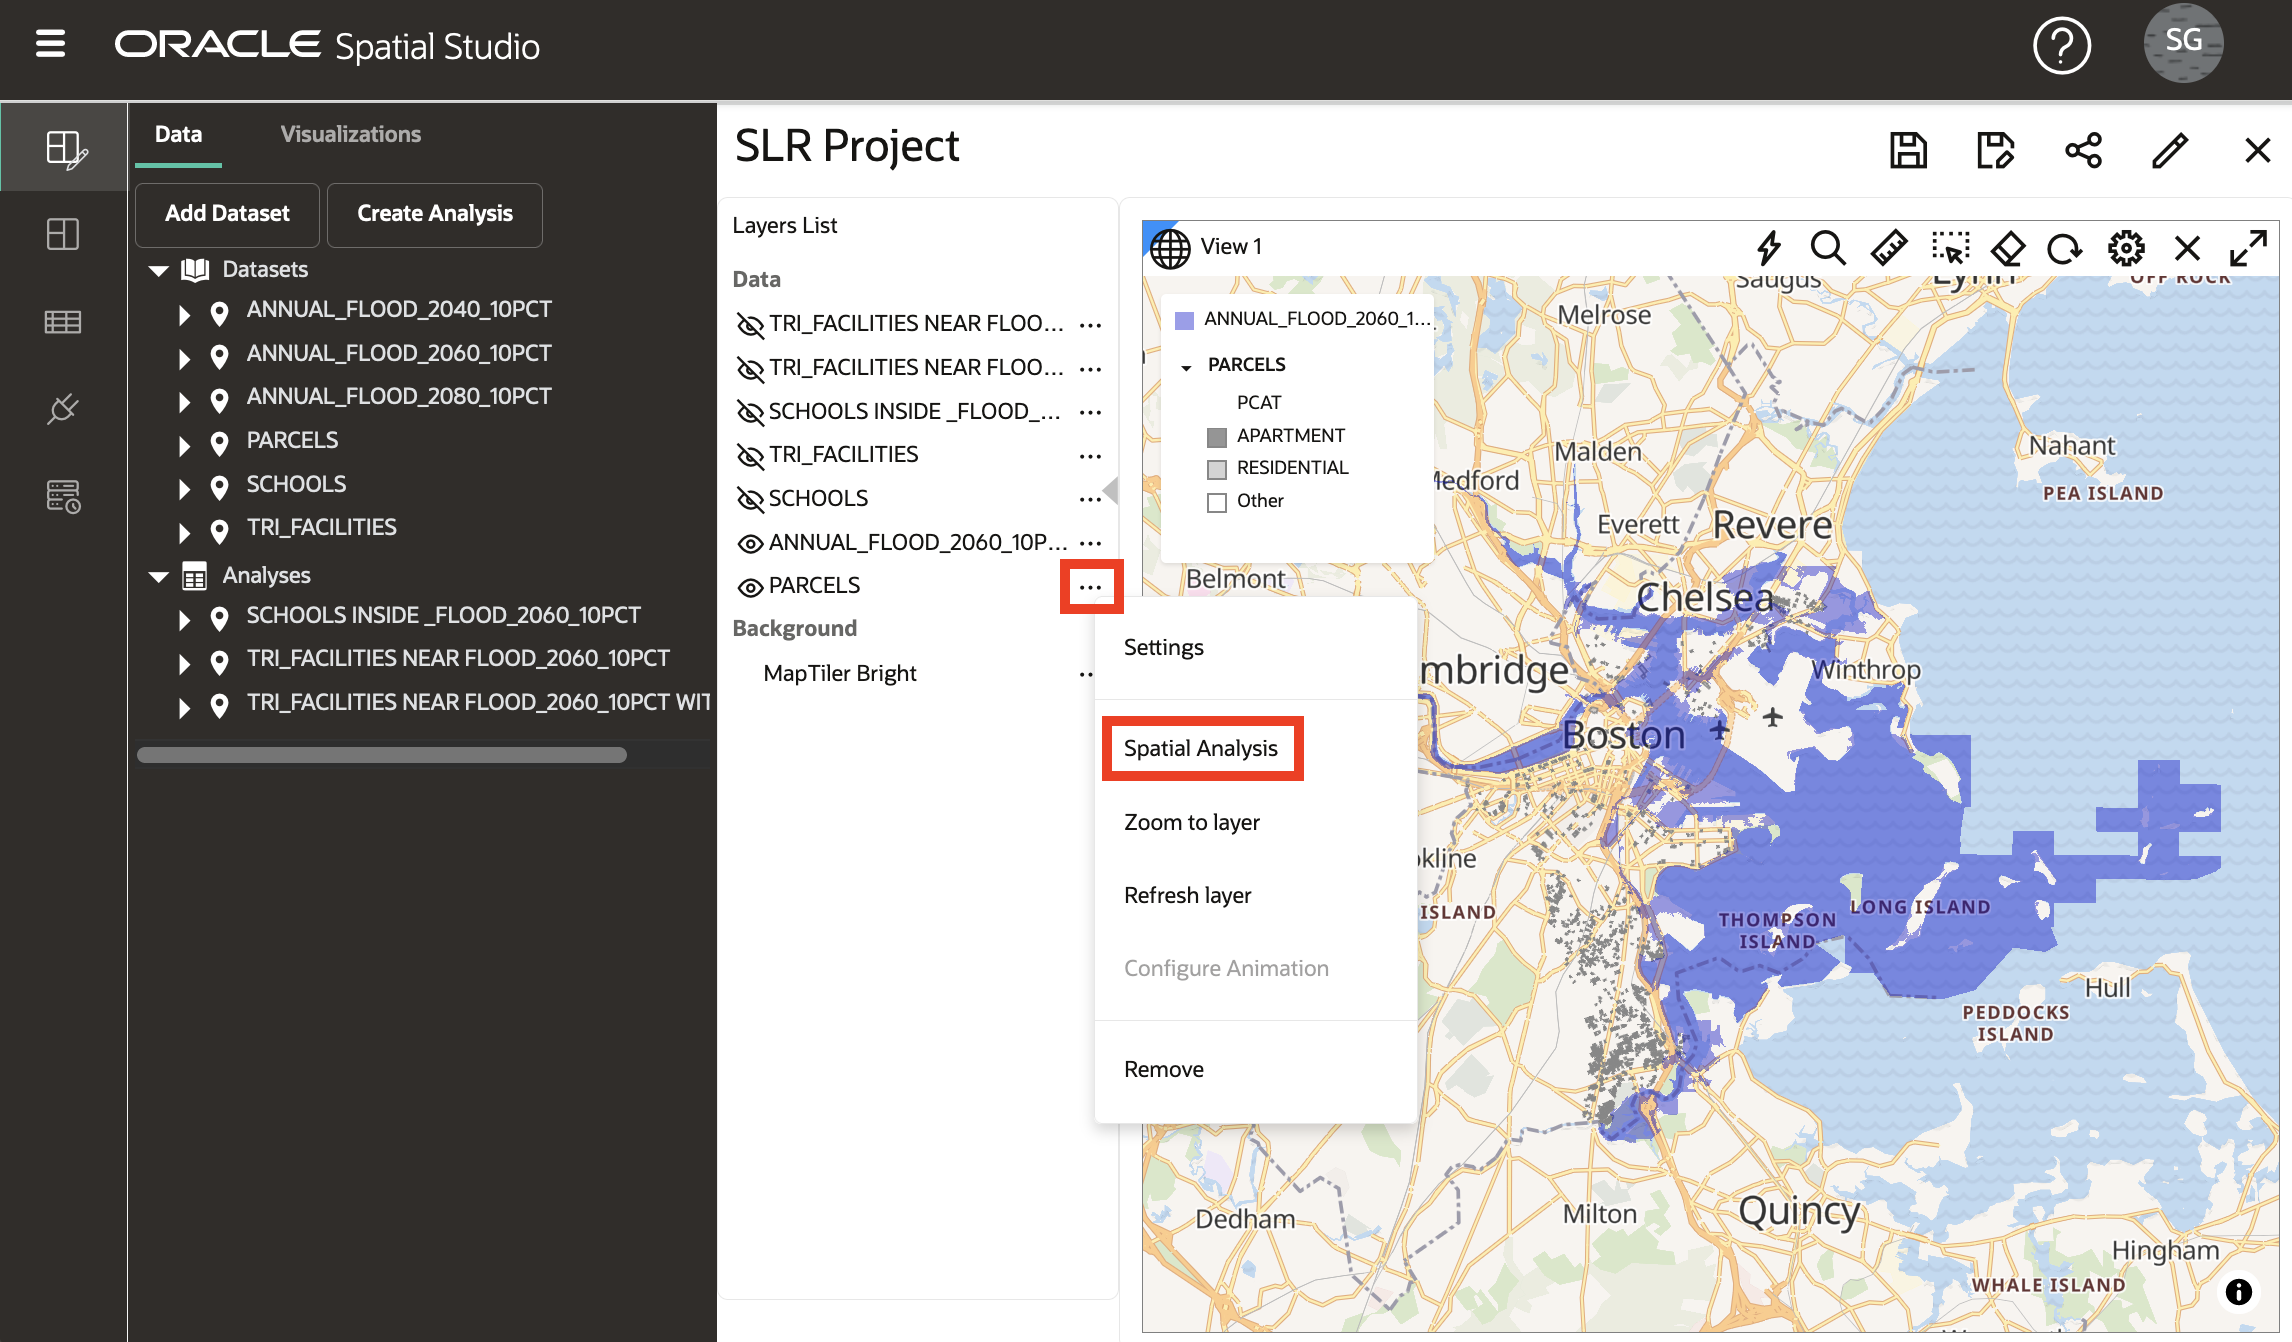 ORACLE Spatial Studio
SG
Data
Visualizations
Add Dataset
Create Analysis
Datasets
ANNUAL_FLOOD_2040_10PCT
ANNUAL_FLOOD_2060_10PCT
ANNUAL_FLOOD_2080_10PCT
PARCELS
SCHOOLS
TRI_FACILITIES
Analyses
SCHOOLS INSIDE _FLOOD_2060_10PCT
TRI_FACILITIES NEAR FLOOD_2060_10PCT
TRI_FACILITIES NEAR FLOOD_2060_10PCT WIT
SLR Project
Layers List
Data
TRI_FACILITIES NEAR FLOO...
TRI_FACILITIES NEAR FLOO...
SCHOOLS INSIDE _FLOOD_...
TRI_FACILITIES
SCHOOLS
ANNUAL_FLOOD_2060_10P...
PARCELS
Background
MapTiler Bright
Settings
Spatial Analysis
Zoom to layer
Refresh layer
Configure Animation
Remove
View 1
ANNUAL_FLOOD_2060_1...
PARCELS
PCAT
APARTMENT
RESIDENTIAL
Other
Saugus
Lynn
OFF ROCK
Melrose
Malden
Nahant
Medford
PEA ISLAND
Everett
Revere
Belmont
Chelsea
mbridge
Winthrop
Boston
okline
ISLAND
THOMPSON
ISLAND
LONG ISLAND
Hull
PEDDOCKS
ISLAND
Dedham
Milton
Quincy
Hingham
WHALE ISLAND